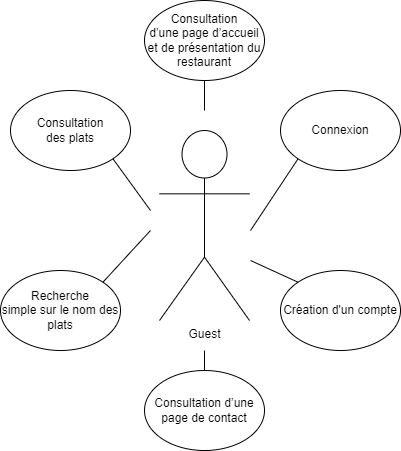 Consultation
d'une page d'accueil
et de présentation du
restaurant
Consultation
des plats
Connexion
Recherche
simple sur le nom des
plats
Création d'un compte
Guest
Consultation d'une
page de contact